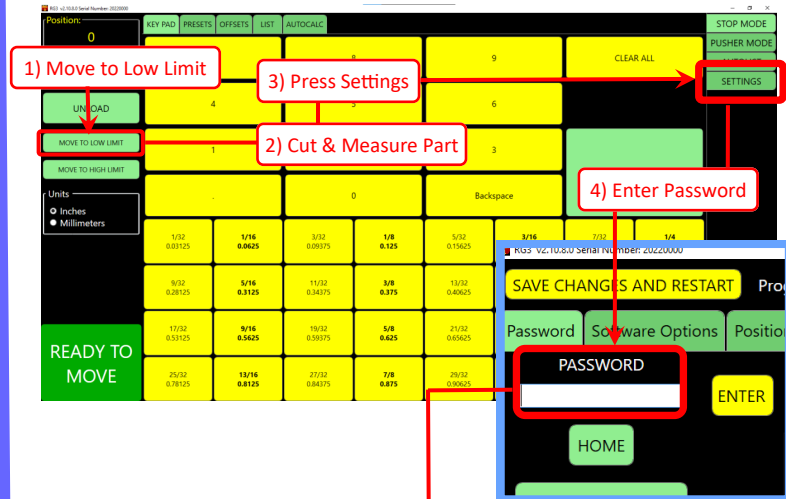 RG3 v2.10.8.0 Serial Number: 20220000
Position:
0
KEY PAD PRESETS OFFSETS LIST AUTOCALC
STOP MODE
PUSHER MODE
SETTINGS
1) Move to Low Limit
3) Press Settings
8
9
CLEAR ALL
UNLOAD
4
5
6
MOVE TO LOW LIMIT
1
2) Cut & Measure Part
3
MOVE TO HIGH LIMIT
4) Enter Password
Units
Inches
Millimeters
.
0
Backspace
1/32
0.03125
1/16
0.0625
3/32
0.09375
1/8
0.125
5/32
0.15625
3/16
7/32
1/4
9/32
0.28125
5/16
0.3125
11/32
0.34375
3/8
0.375
13/32
0.40625
17/32
0.53125
9/16
0.5625
19/32
0.59375
5/8
0.625
21/32
0.65625
25/32
0.78125
13/16
0.8125
27/32
0.84375
7/8
0.875
29/32
0.90625
READY TO
MOVE
RG3 V2.10.8.0 Serial Number: 20220000
SAVE CHANGES AND RESTART
Prog
Password
Software Options
Position
PASSWORD
ENTER
HOME